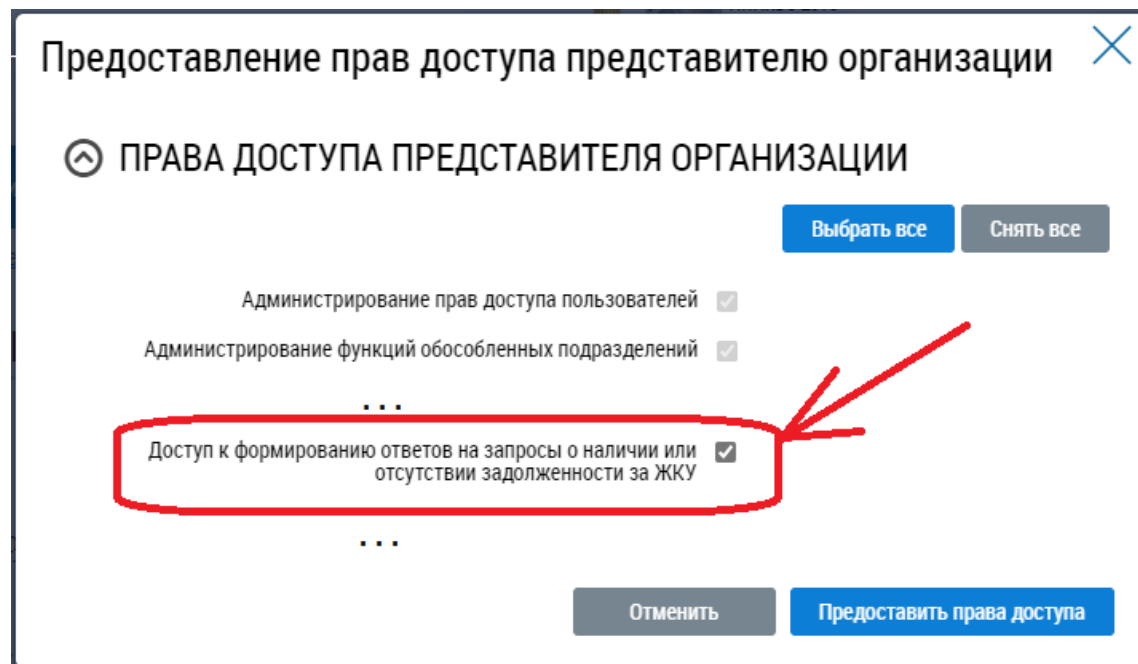 Предоставление прав доступа представителю организации
ПРАВА ДОСТУПА ПРЕДСТАВИТЕЛЯ ОРГАНИЗАЦИИ
Выбрать все
Снять все
Администрирование прав доступа пользователей
Администрирование функций обособленных подразделений
...
Доступ к формированию ответов на запросы о наличии или
отсутствии задолженности за ЖКУ
...
Отменить
Предоставить права доступа